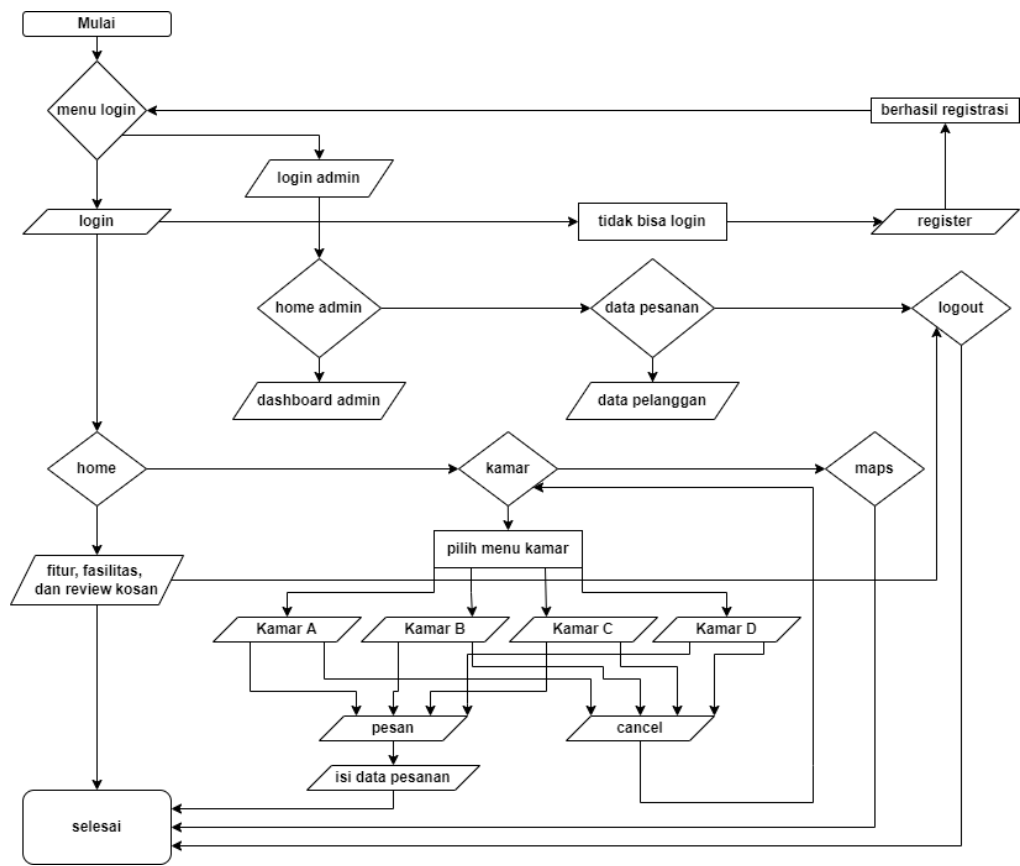 Mulai
menu login
berhasil registrasi
login admin
login
tidak bisa login
register
home admin
data pesanan
logout
dashboard admin
data pelanggan
home
kamar
maps
pilih menu kamar
fitur, fasilitas,
dan review kosan
Kamar A
Kamar B
Kamar C
Kamar D
pesan
cancel
isi data pesanan
selesai